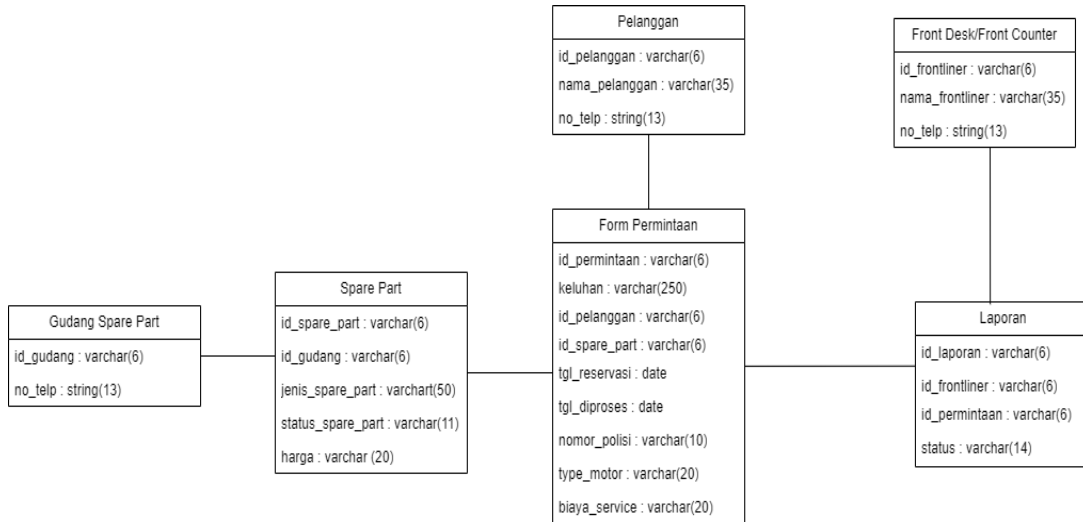 Pelanggan
id_pelanggan : varchar(6)
nama_pelanggan : varchar(35)
no_telp : string(13)
Front Desk/Front Counter
id_frontliner : varchar(6)
nama_frontliner : varchar(35)
no_telp : string(13)
Gudang Spare Part
id_gudang : varchar(6)
no_telp : string(13)
Spare Part
id_spare_part : varchar(6)
id_gudang : varchar(6)
jenis_spare_part : varchart(50)
status_spare_part : varchar(11)
harga : varchar (20)
Form Permintaan
id_permintaan : varchar(6)
keluhan : varchar(250)
id_pelanggan : varchar(6)
id_spare_part : varchar(6)
tgl_reservasi : date
tgl_diproses : date
nomor_polisi : varchar(10)
type_motor : varchar(20)
biaya_service : varchar(20)
Laporan
id_laporan : varchar(6)
id_frontliner : varchar(6)
id_permintaan : varchar(6)
status : varchar(14)